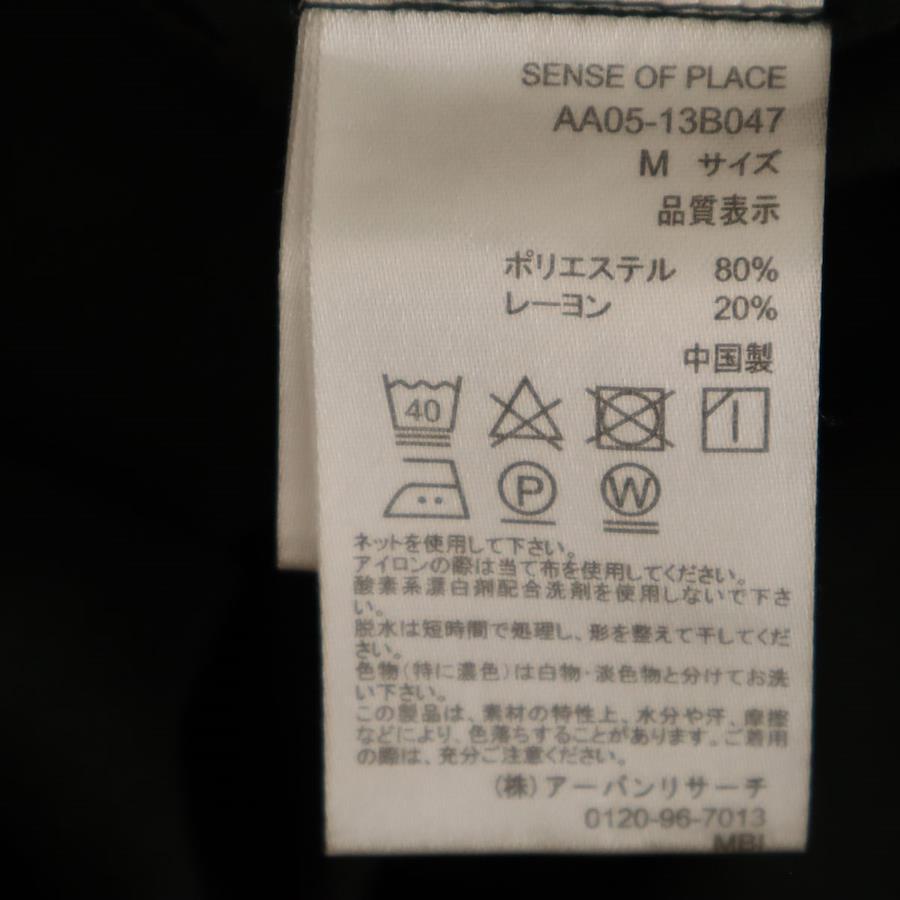 SENSE OF PLACE
AA05-13B047
M サイズ
品質表示
ポリエステル 80%
レーヨン 20%
中国製
40
P W
ネットを使用して下さい。
アイロンの際は当て布を使用してください。
酸素系漂白剤配合洗剤を使用しないで下さ
い。
脱水は短時間で処理し、形を整えて干してくだ
さい。
色物(特に濃色)は白物・淡色物と分けてお洗
い下さい。
この製品は、素材の特性上、水分や汗、摩擦
などにより、色落ちすることがあります。ご着用
の際は、充分ご注意ください。
(株)アーバンリサーチ
0120-96-7013
MBI